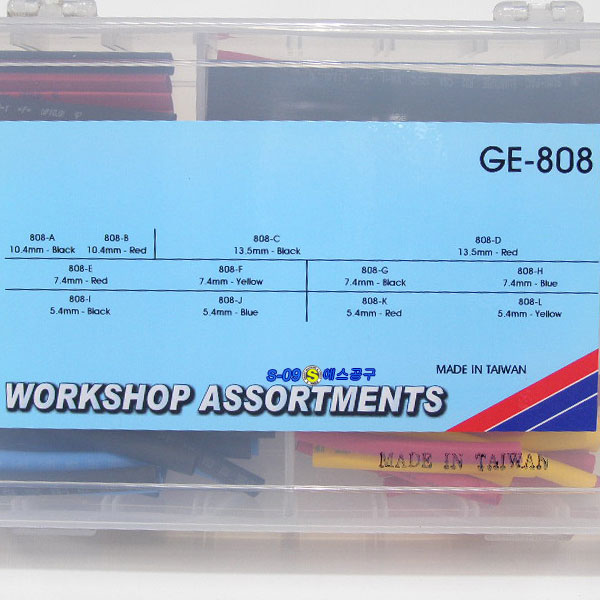 GE-808
808-A 808-B 808-C 808-D
10.4mm - Black 10.4mm - Red 13.5mm - Black 13.5mm - Red
808-E 808-F 808-G 808-H
7.4mm - Red 7.4mm - Yellow 7.4mm - Black 7.4mm - Blue
808-I 808-J 808-K 808-L
5.4mm - Black 5.4mm - Blue 5.4mm - Red 5.4mm - Yellow
S-09 S 에스공구
MADE IN TAIWAN
WORKSHOP ASSORTMENTS
MADE IN TAIWAN